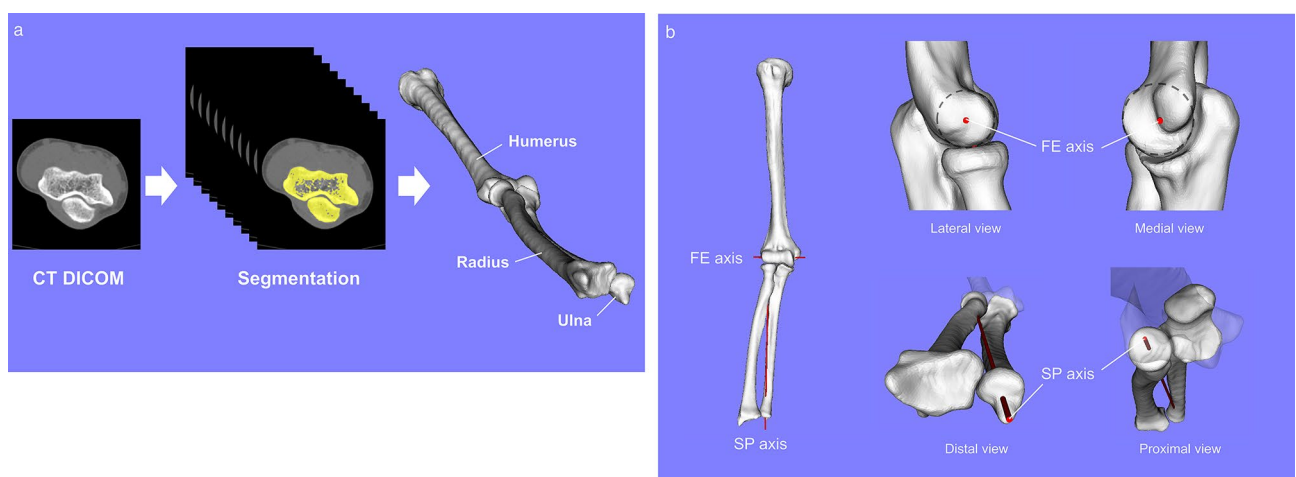 a
Humerus
Radius
Ulna
CT DICOM
Segmentation
b
FE axis
FE axis
Lateral view
Medial view
SP axis
SP axis
Distal view
Proximal view